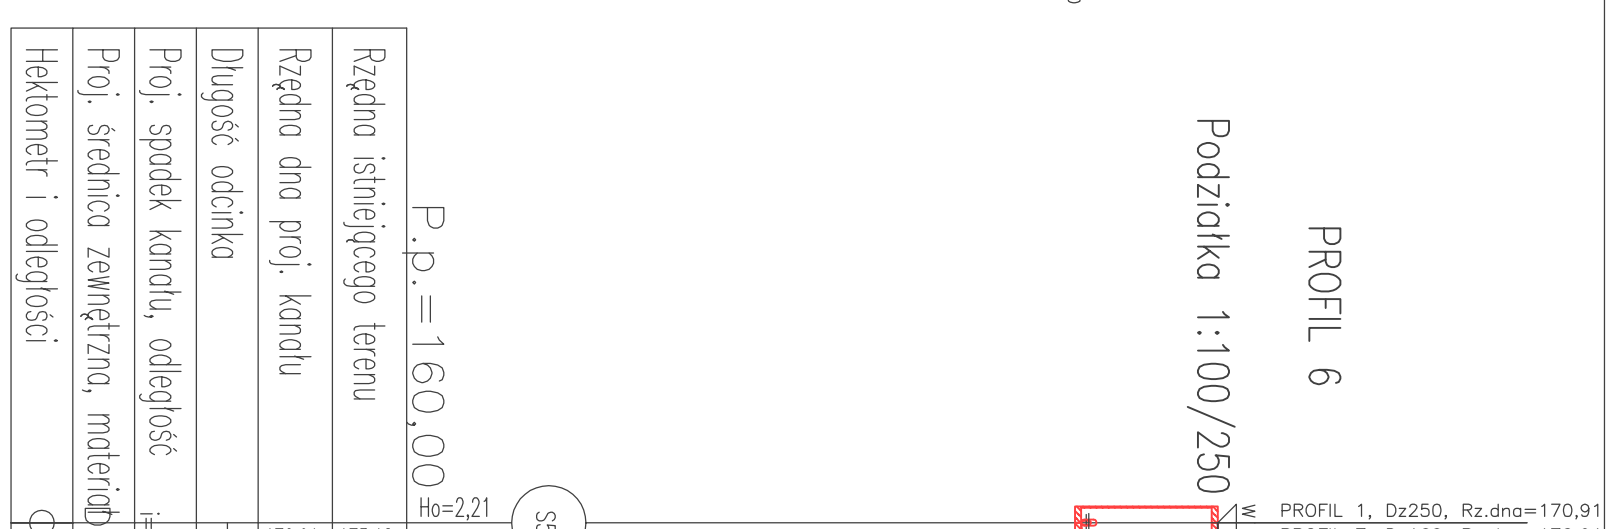 PROFIL 6
Podziałka 1:100/250
P.p.=160,00
Rzędna istniejącego terenu
Rzędna dna proj. kanału
Długość odcinka
Proj. spadek kanału, odległość
Proj. średnica zewnętrzna, materiał
Hektometr i odległości
Ho=2,21
W PROFIL 1, Dz250, Rz.dna=170,91